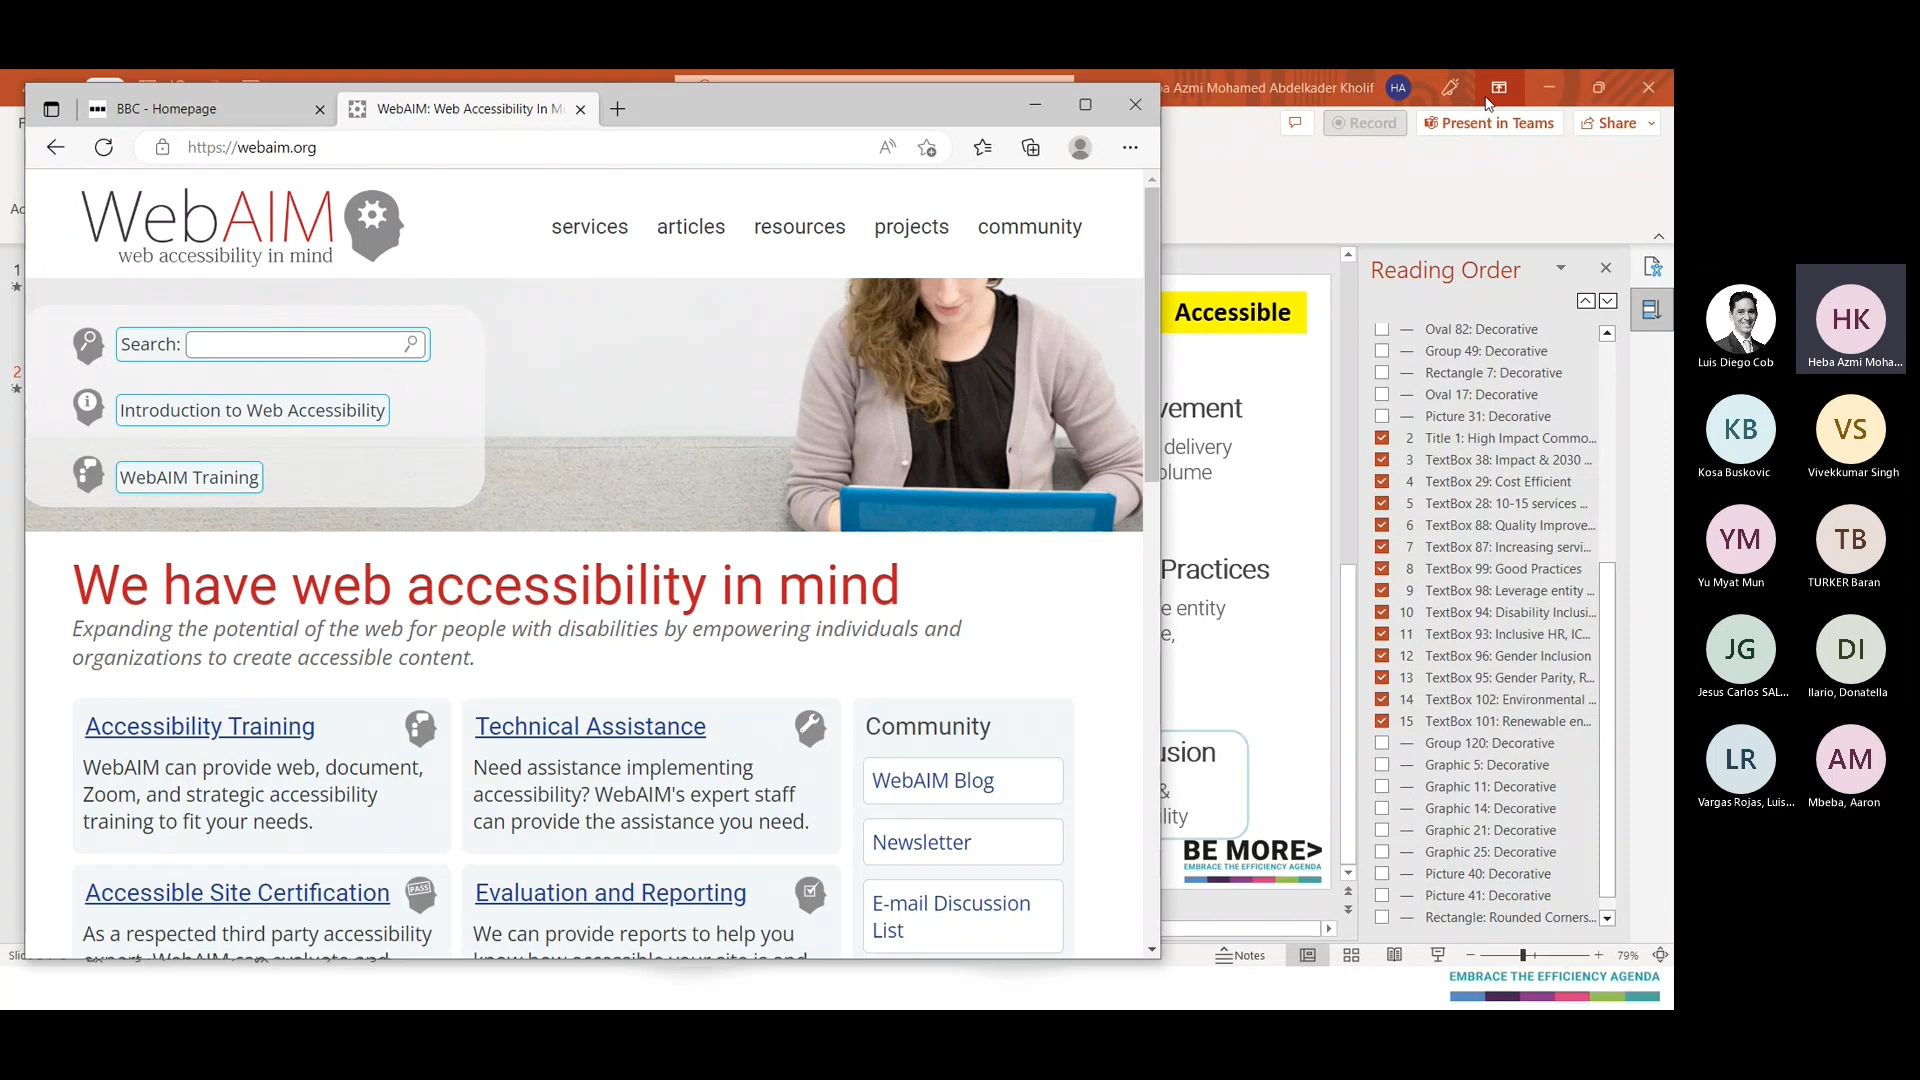 BBC - Homepage
WebAIM: Web Accessibility In M
https://webaim.org
a Azmi Mohamed Abdelkader Kholif
HA
Record
Present in Teams
Share
WebAIM
web accessibility in mind
services
articles
resources
projects
community
Search:
Introduction to Web Accessibility
WebAIM Training
We have web accessibility in mind
Expanding the potential of the web for people with disabilities by empowering individuals and
organizations to create accessible content.
Accessibility Training
WebAIM can provide web, document,
Zoom, and strategic accessibility
training to fit your needs.
Technical Assistance
Need assistance implementing
accessibility? WebAIM's expert staff
can provide the assistance you need.
Community
WebAIM Blog
Newsletter
E-mail Discussion
List
Accessible Site Certification
PASS
As a respected third party accessibility
Evaluation and Reporting
We can provide reports to help you
1
2
Accessible
vement
delivery
Practices
e entity
usion
&
BE MORE>
EMBRACE THE EFFICIENCY AGENDA
Reading Order
Oval 82: Decorative
Group 49: Decorative
Rectangle 7: Decorative
Oval 17: Decorative
Picture 31: Decorative
2 Title 1: High Impact Commo...
3 TextBox 38: Impact & 2030 ...
4 TextBox 29: Cost Efficient
5 TextBox 28: 10-15 services ...
6 TextBox 88: Quality Improve...
7 TextBox 87: Increasing servi...
8 TextBox 99: Good Practices
9 TextBox 98: Leverage entity ...
10 TextBox 94: Disability Inclusi...
11 TextBox 93: Inclusive HR, IC...
12 TextBox 96: Gender Inclusion
13 TextBox 95: Gender Parity, R...
14 TextBox 102: Environmental ...
15 TextBox 101: Renewable en...
Group 120: Decorative
Graphic 5: Decorative
Graphic 11: Decorative
Graphic 14: Decorative
Graphic 21: Decorative
Graphic 25: Decorative
Picture 40: Decorative
Picture 41: Decorative
Rectangle: Rounded Corners...
Notes
79%
EMBRACE THE EFFICIENCY AGENDA
Luis Diego Cob
HK
Heba Azmi Moha...
KB
Kosa Buskovic
VS
Vivekkumar Singh
YM
Yu Myat Mun
TB
TURKER Baran
JG
Jesus Carlos SAL...
DI
Ilario, Donatella
LR
Vargas Rojas, Luis...
AM
Mbeba, Aaron